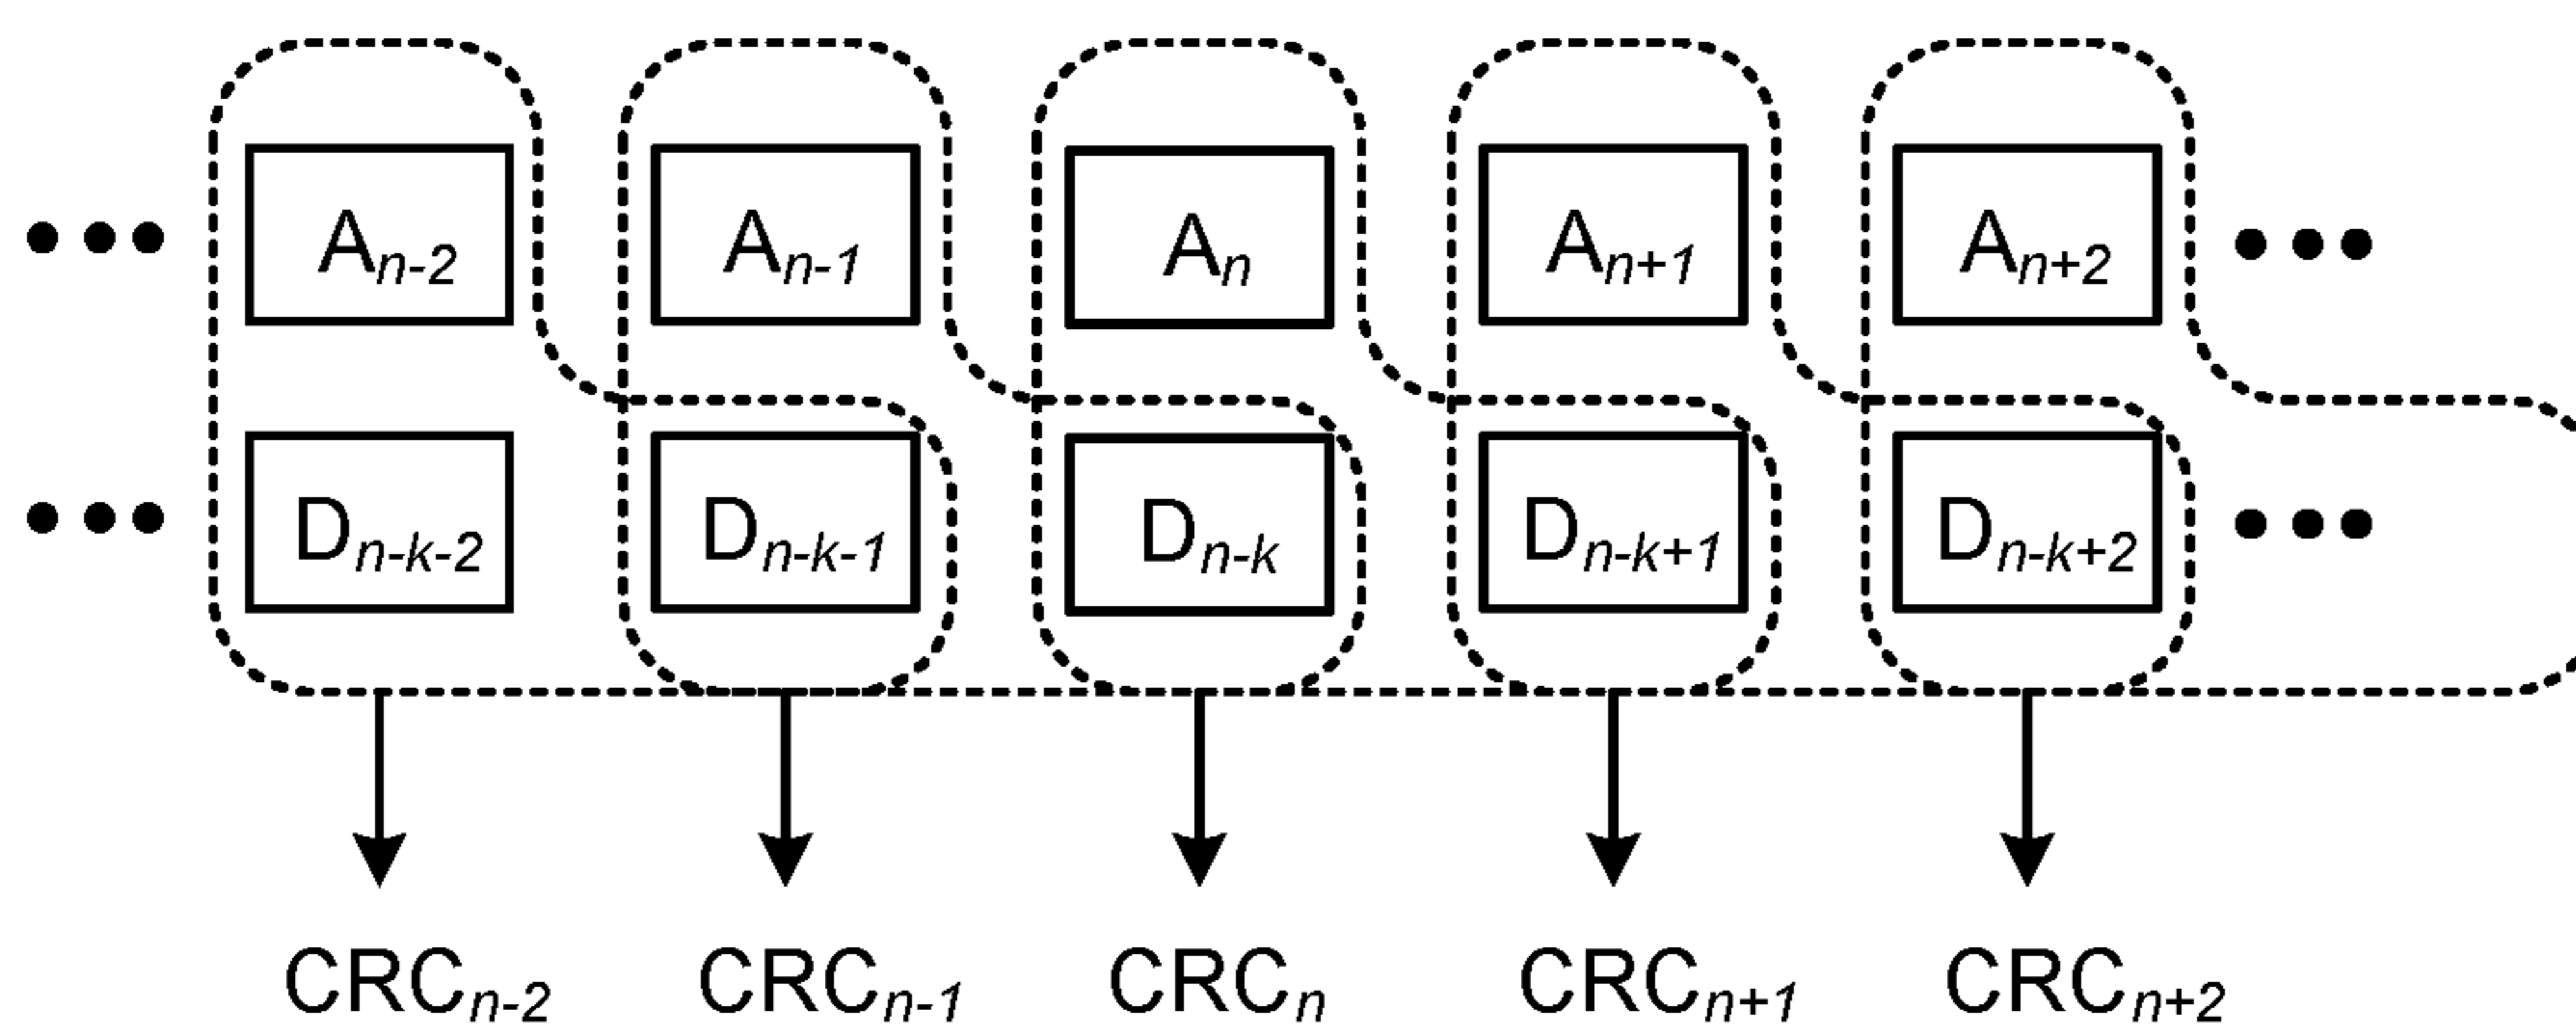 A n-2 A n-1 A n A n+1 A n+2
D n-k-2 D n-k-1 D n-k D n-k+1 D n-k+2
CRC n-2 CRC n-1 CRC n CRC n+1 CRC n+2